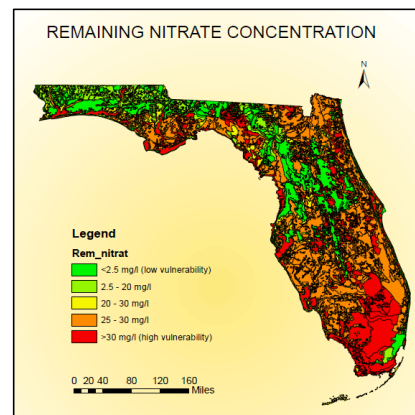 REMAINING NITRATE CONCENTRATION
N
Legend
Rem_nitrat
<2.5 mg/l (low vulnerability)
2.5 - 20 mg/l
20 - 30 mg/l
25 - 30 mg/l
>30 mg/l (high vulnerability)
0 20 40 80 120 160
Miles